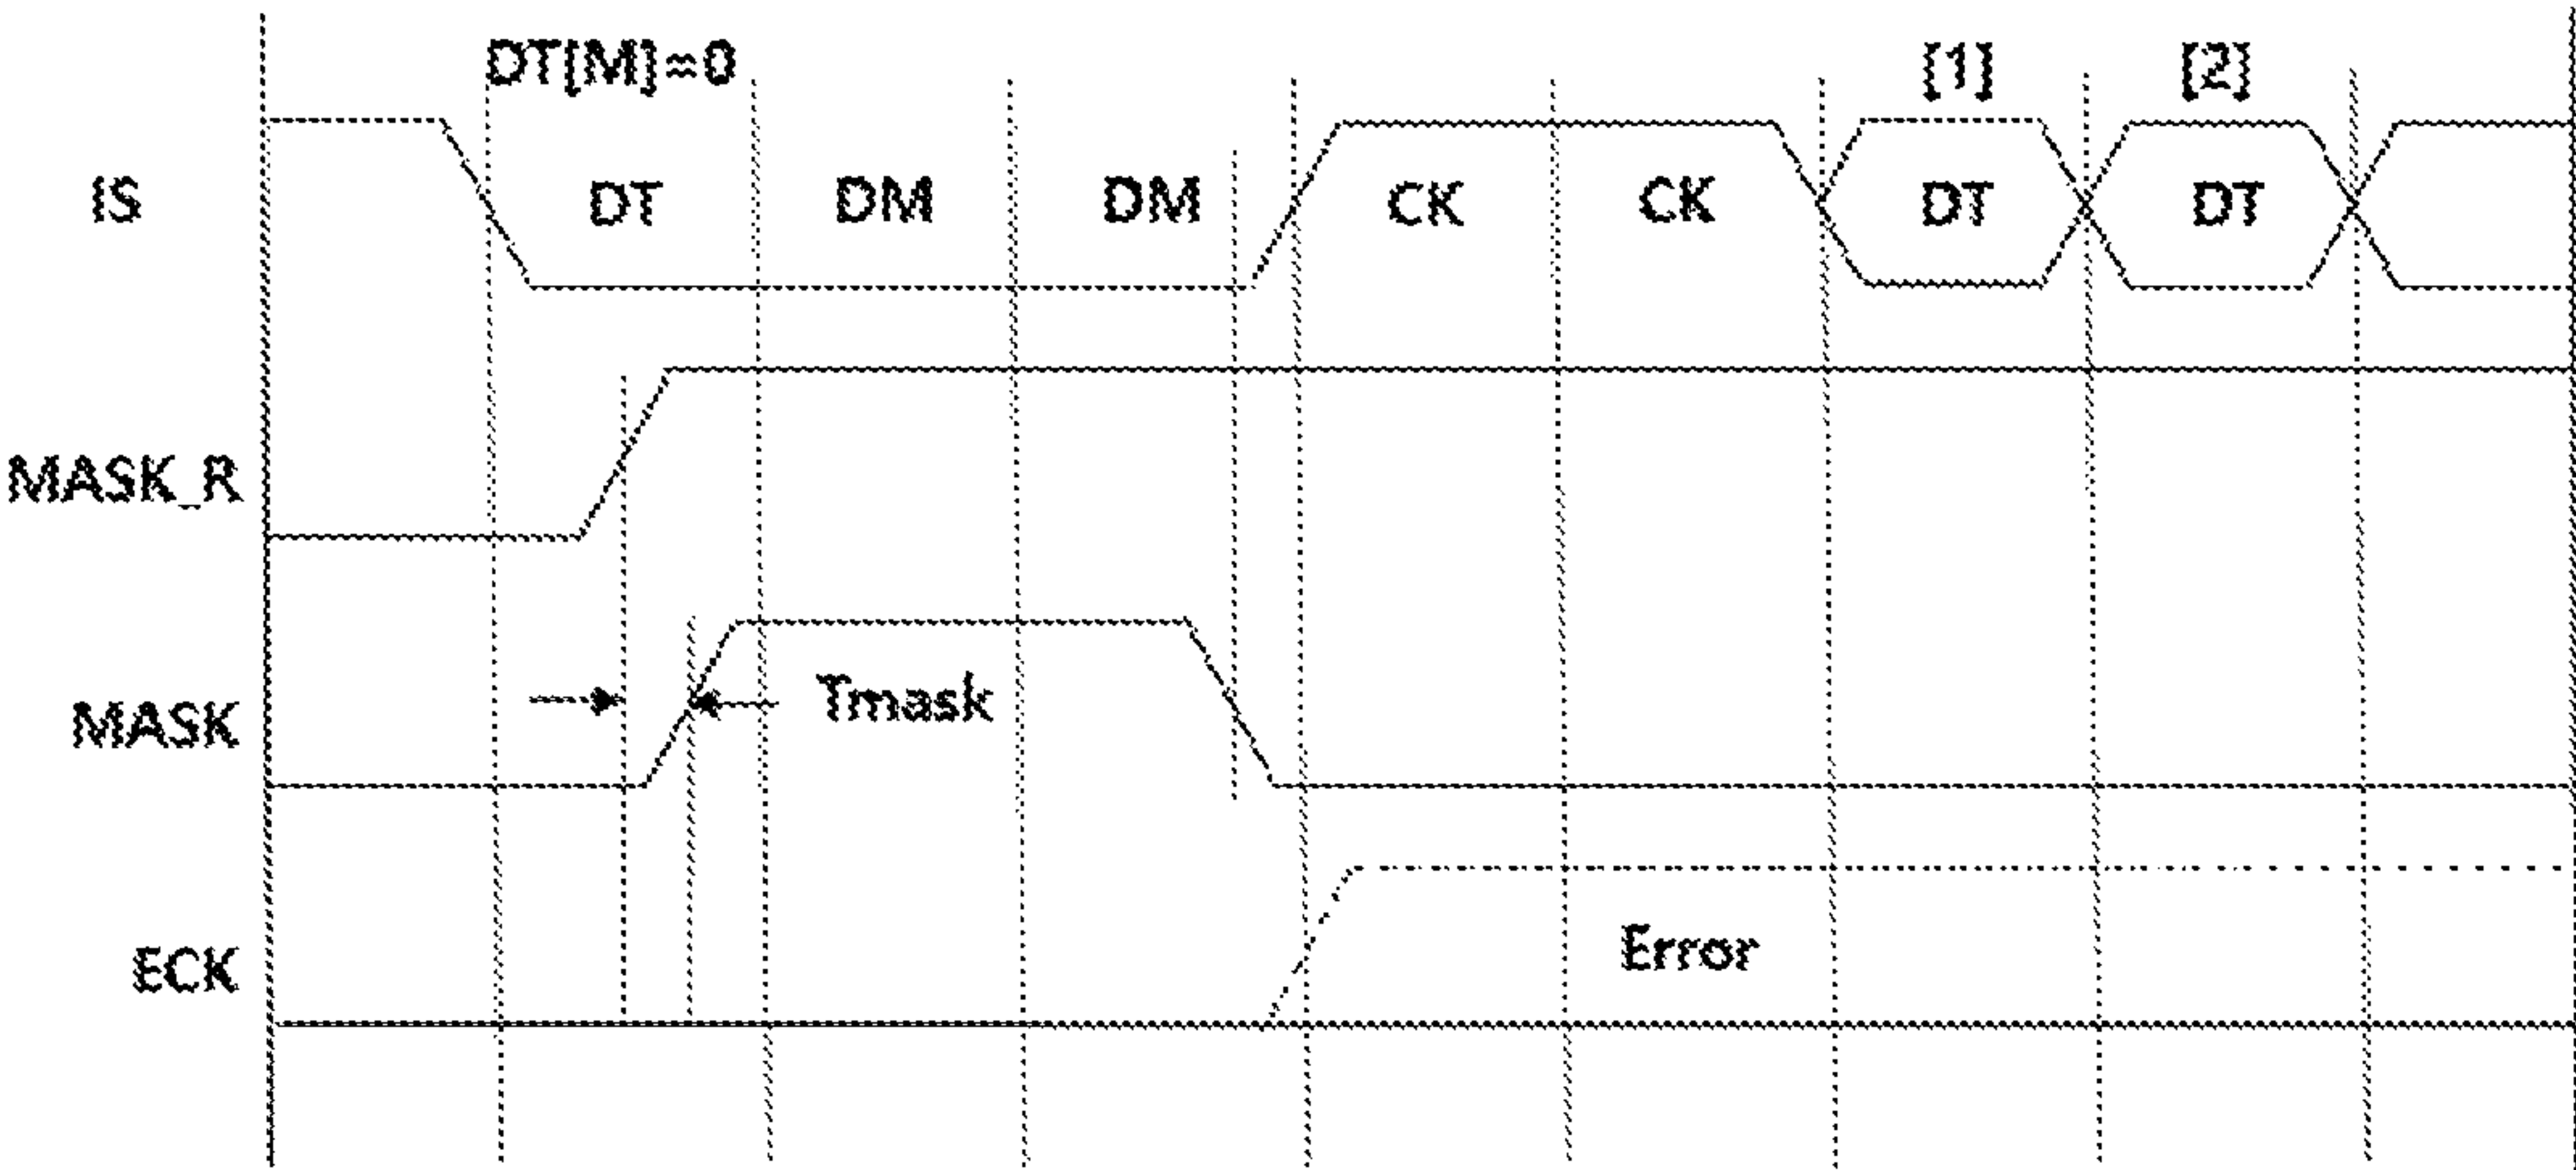 DT[M]=0 [1] [2]
IS DT DM DM CK CK DT DT
MASK_R
MASK Tmask
ECK Error